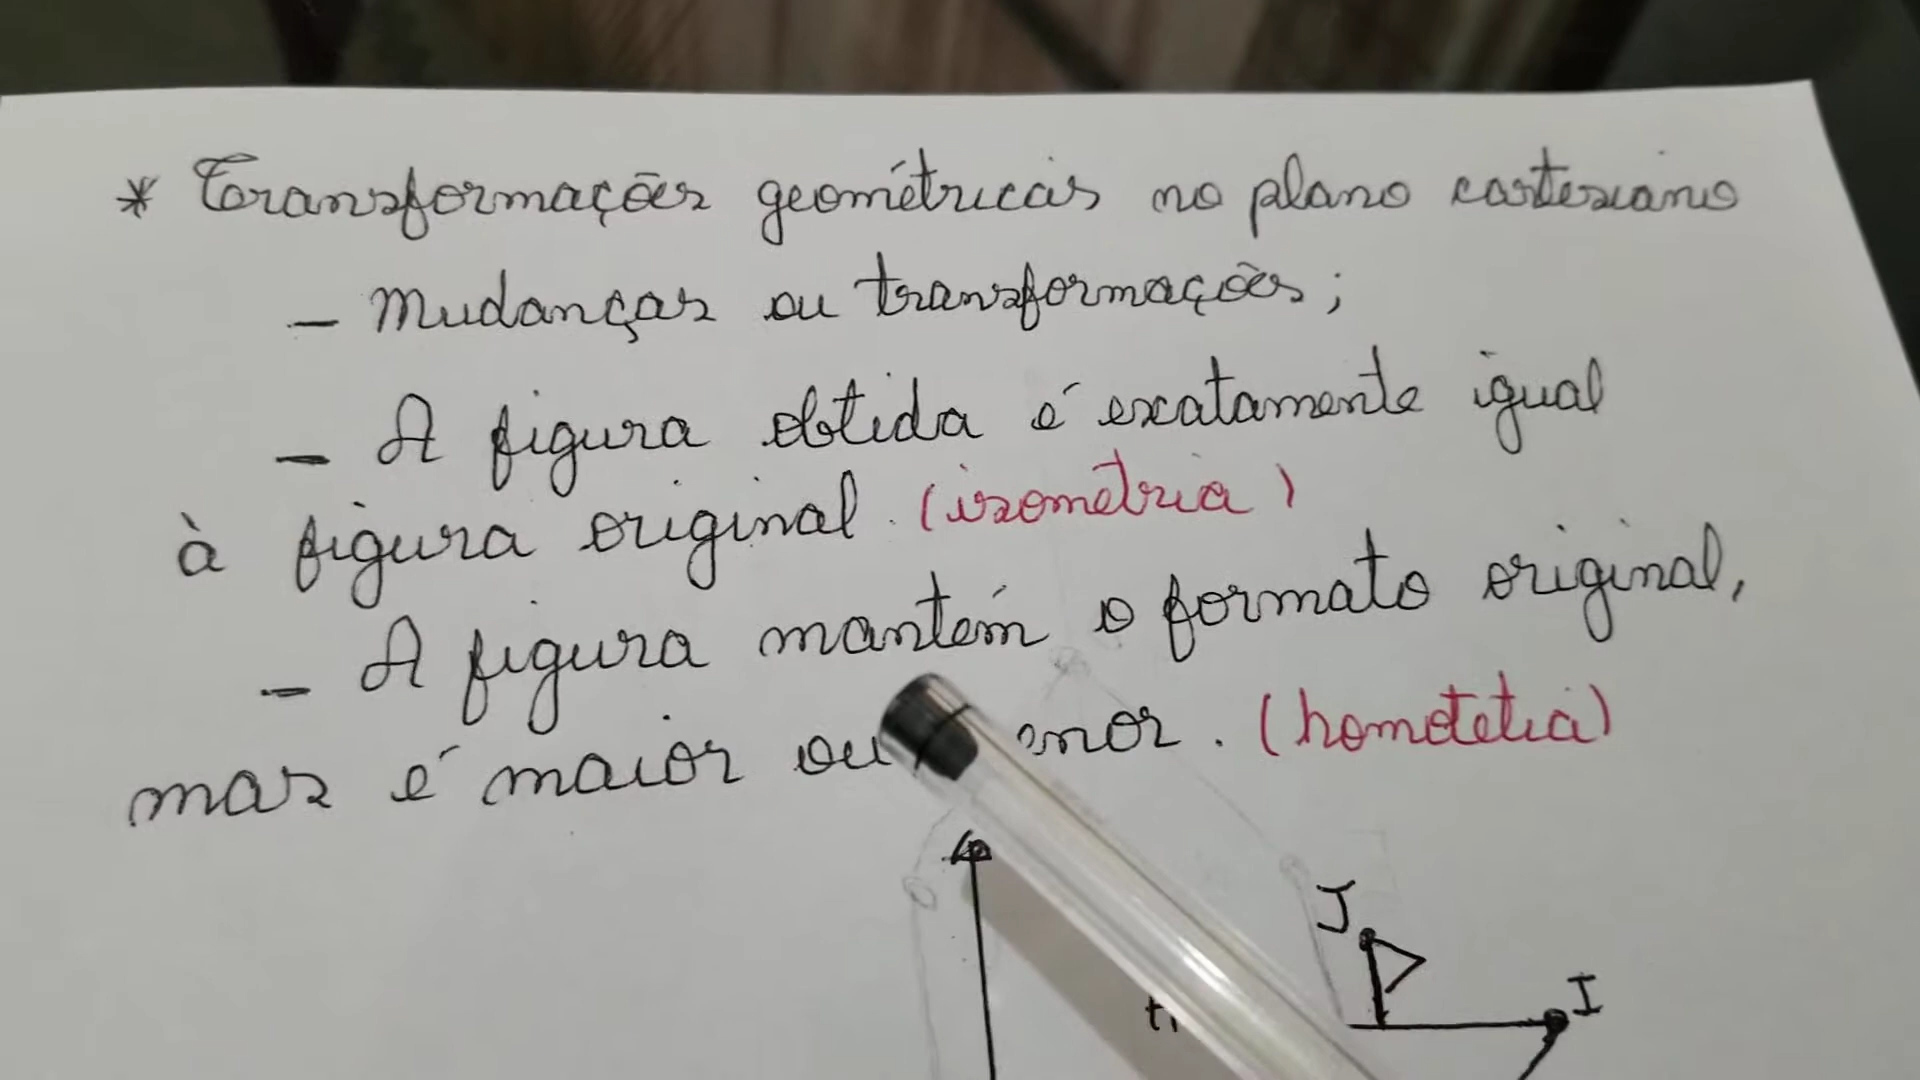 * Transformações geométricas no plano cartesiano
- Mudanças ou transformações;
- A figura obtida é exatamente igual
à figura original. (isometria)
- A figura mantém o formato original,
mas é maior ou enor. (homotetia)
J
I